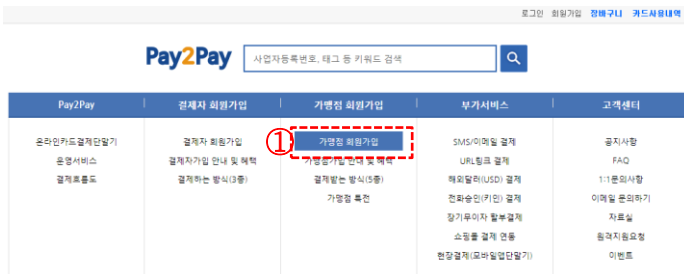 로그인 회원가입 장바구니 카드사용내역
Pay2Pay
사업자등록번호, 태그 등 키워드 검색
Pay2Pay 결제자 회원가입 가맹점 회원가입 부가서비스 고객센터
온라인카드결제단말기 결제자 회원가입 ① 가맹점 회원가입 SMS/이메일 결제 공지사항
운영서비스 결제자가입 안내 및 혜택 가맹점가입 안내 및 혜택 URL링크 결제 FAQ
결제흐름도 결제하는 방식(3종) 결제받는 방식(5종) 해외달러(USD) 결제 1:1문의사항
가맹점 특전 전화승인(키인) 결제 이메일 문의하기
장기무이자 할부결제 자료실
쇼핑몰 결제 연동 원격지원요청
현장결제(모바일앱단말기) 이벤트